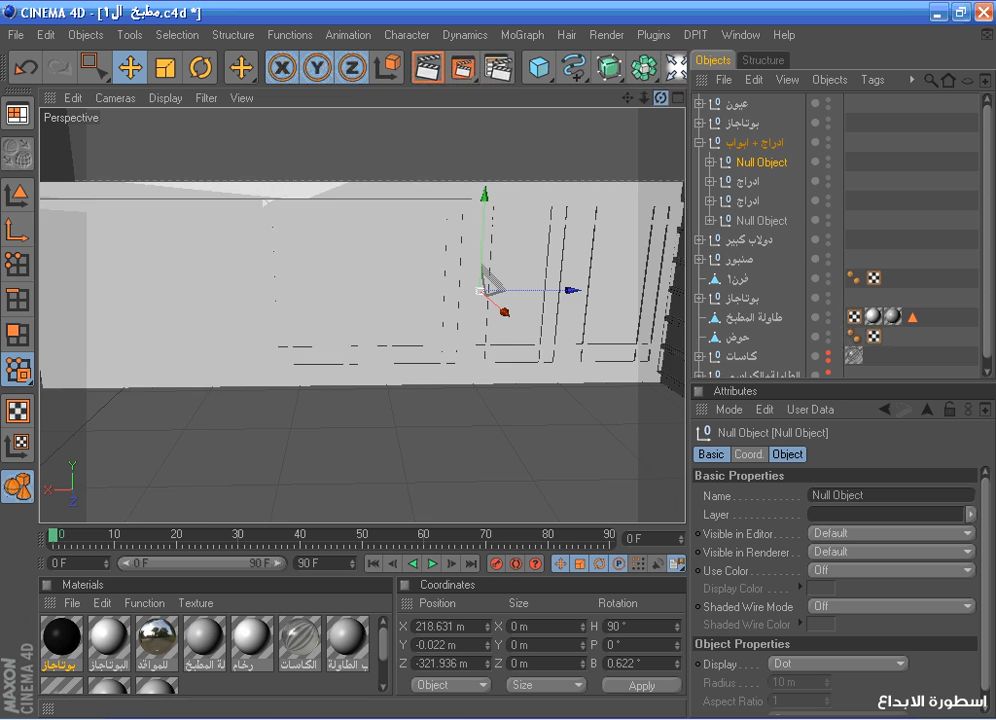 CINEMA 4D - [مطبخ ال1.c4d *]
File Edit Objects Tools Selection Structure Functions Animation Character Dynamics MoGraph Hair Render Plugins DPIT Window Help
Objects Structure
File Edit View Objects Tags
Edit Cameras Display Filter View
Perspective
عيون
بوتاجاز
ادراج + ابواب
Null Object
ادراج
ادراج
Null Object
دولاب كبير
صنبور
فرن1
بوتاجاز
طاولة المطبخ
حوض
كاسات
Attributes
Mode Edit User Data
Null Object [Null Object]
Basic Coord. Object
Basic Properties
Name Null Object
Layer
Visible in Editor Default
Visible in Renderer Default
Use Color Off
Display Color
Shaded Wire Mode Off
Shaded Wire Color
Object Properties
Display Dot
Radius 10 m
Aspect Ratio 1
Y
X
Z
0 10 20 30 40 50 60 70 80 90 0 F
0 F 0 F 90 F 90 F
Materials
File Edit Function Texture
بوتاجاز البوتاجاز للموائد لة المطبخ رخام الكاسات ب الطاولة
Coordinates
Position Size Rotation
X 218.631 m X 0 m H 90 °
Y -0.022 m Y 0 m P 0 °
Z -321.936 m Z 0 m B 0.622 °
Object Size Apply
MAXON CINEMA 4D
اسطورة الابداع